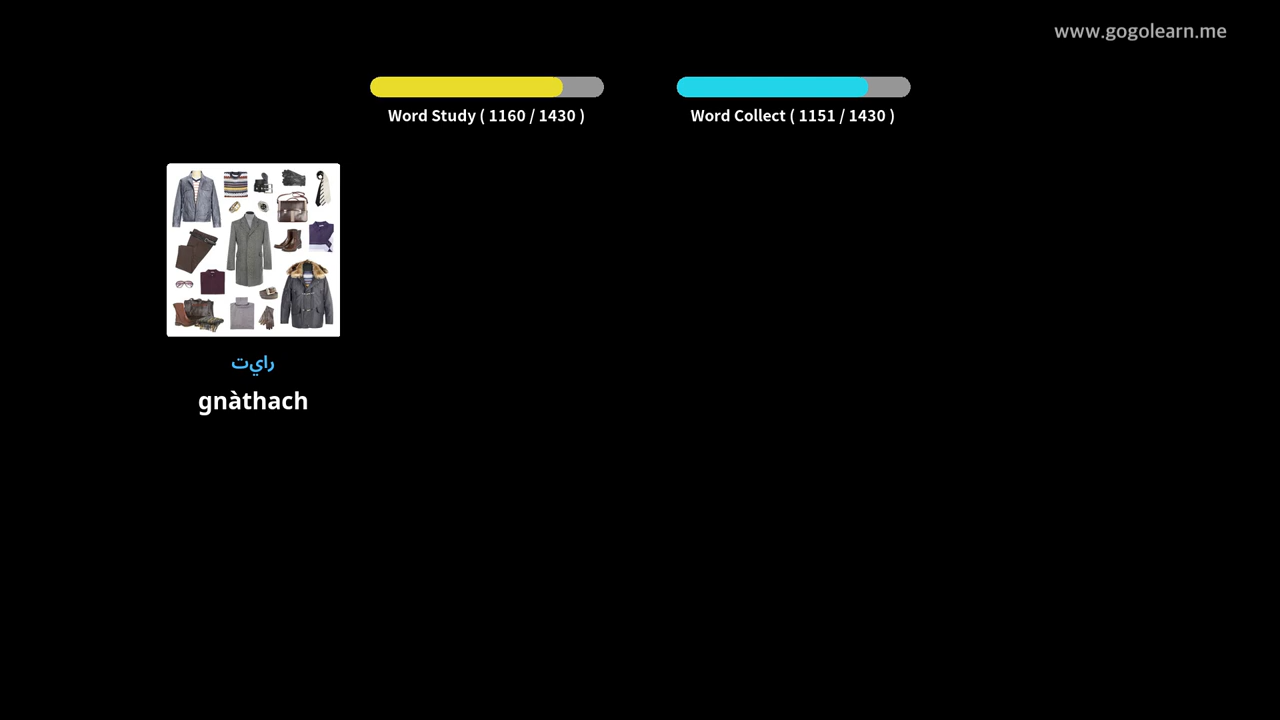 www.gogolearn.me
Word Study ( 1160 / 1430 )
Word Collect ( 1151 / 1430 )
رايت
gnàthach